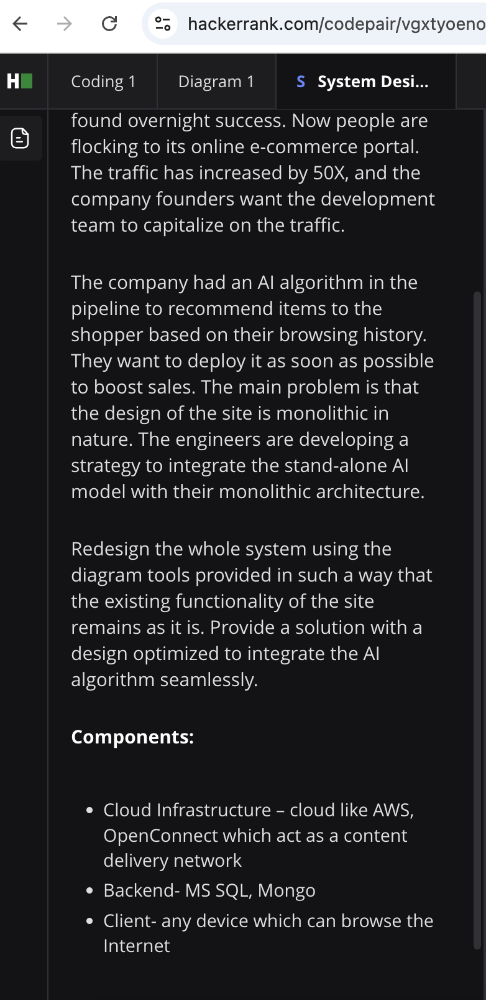 hackerrank.com/codepair/vgxtyoeno
H
Coding 1
Diagram 1
S System Desi...
found overnight success. Now people are
flocking to its online e-commerce portal.
The traffic has increased by 50X, and the
company founders want the development
team to capitalize on the traffic.
The company had an AI algorithm in the
pipeline to recommend items to the
shopper based on their browsing history.
They want to deploy it as soon as possible
to boost sales. The main problem is that
the design of the site is monolithic in
nature. The engineers are developing a
strategy to integrate the stand-alone AI
model with their monolithic architecture.
Redesign the whole system using the
diagram tools provided in such a way that
the existing functionality of the site
remains as it is. Provide a solution with a
design optimized to integrate the AI
algorithm seamlessly.
Components:
• Cloud Infrastructure – cloud like AWS,
OpenConnect which act as a content
delivery network
• Backend- MS SQL, Mongo
• Client- any device which can browse the
Internet